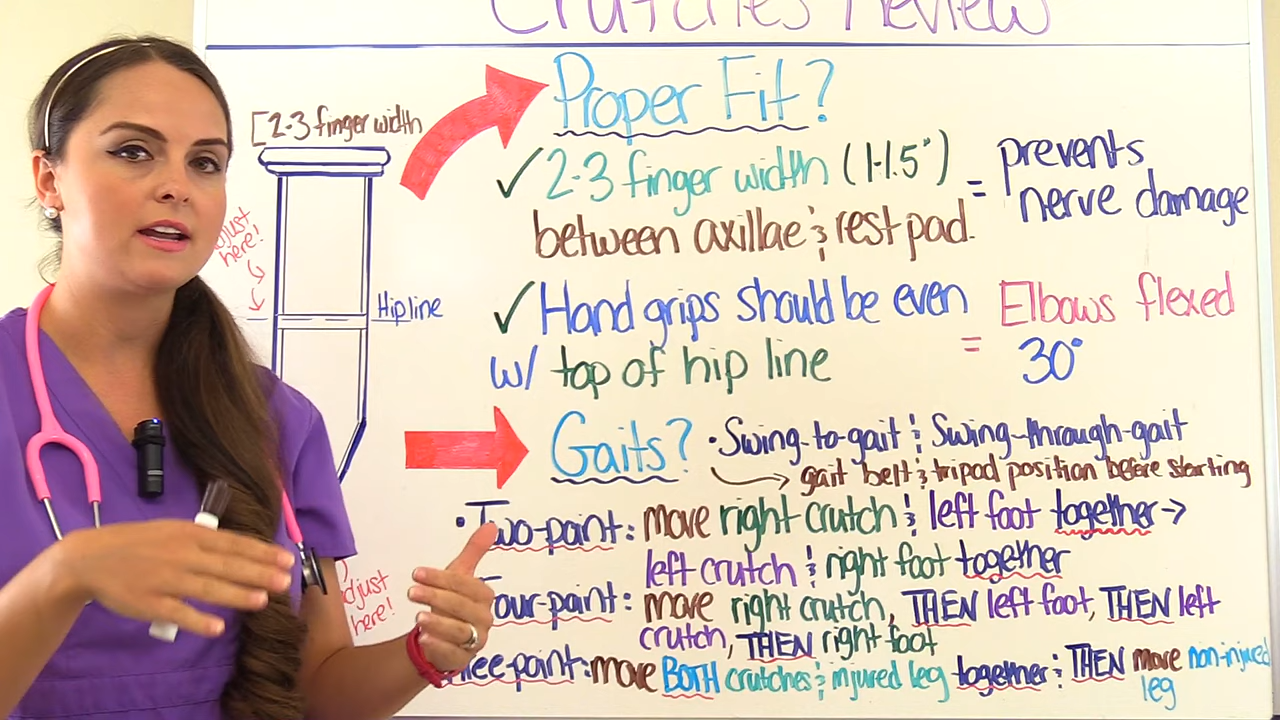 Crutches Review
[2-3 finger width
Proper Fit?
✓ 2-3 finger width (1-1.5") = prevents
nerve damage
between axillae & rest pad.
here!
Hipline
✓ Hand grips should be even = Elbows flexed
w/ top of hip line 30°
Gaits? • Swing-to-gait & Swing-through-gait
gait belt & tripod position before starting
• Two-point: move right crutch & left foot together →
left crutch & right foot together
Four-point: move right crutch, THEN left foot, THEN left
crutch, THEN right foot
here!
point: move BOTH crutches & injured leg together & THEN move non-injured
leg